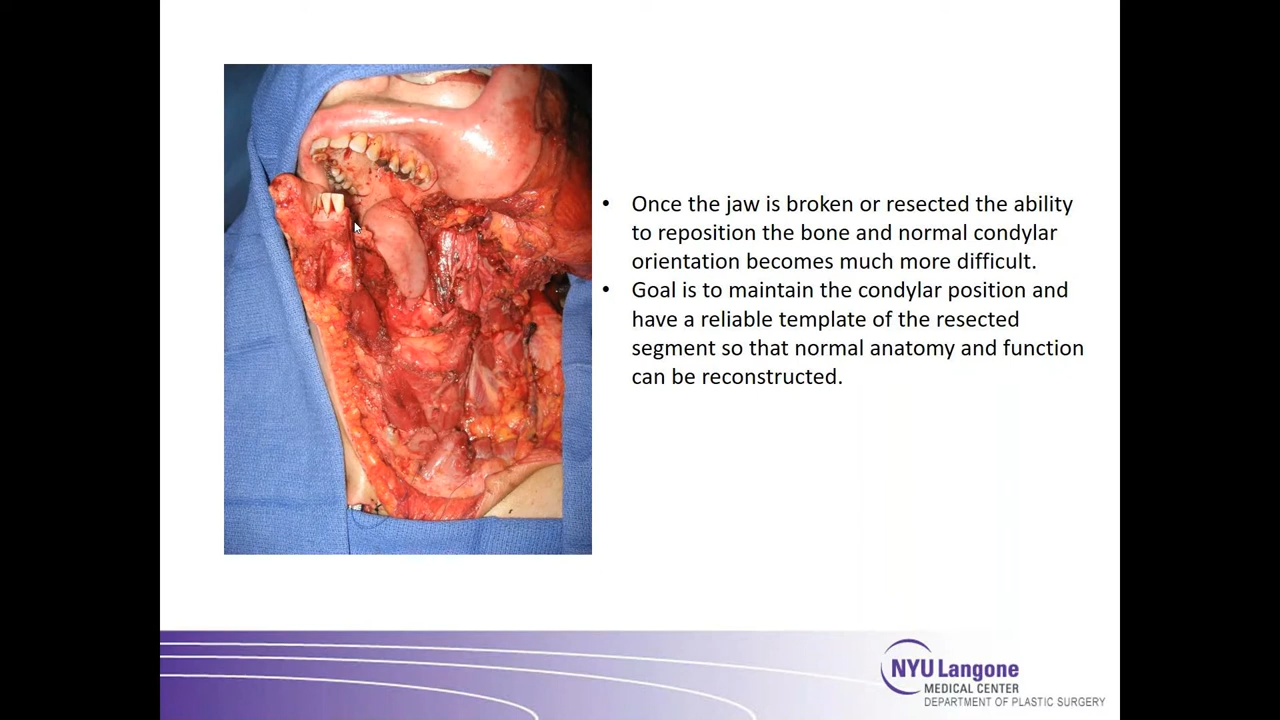 • Once the jaw is broken or resected the ability
to reposition the bone and normal condylar
orientation becomes much more difficult.
• Goal is to maintain the condylar position and
have a reliable template of the resected
segment so that normal anatomy and function
can be reconstructed.
NYU Langone
MEDICAL CENTER
DEPARTMENT OF PLASTIC SURGERY